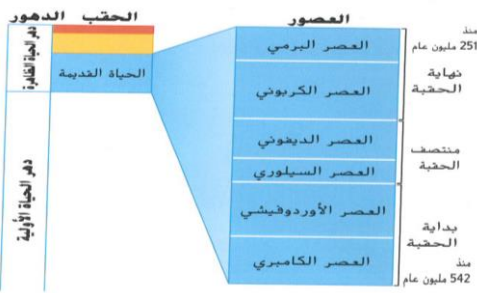 العصور
الحقب
الدهور
منذ
251 مليون عام
العصر البرمي
نهاية
الحقبة
دهر الحياة الظاهرة
الحياة القديمة
العصر الكربوني
العصر الديفوني
منتصف
الحقبة
العصر السيلوري
دهر الحياة الأولية
العصر الأوردوفيشي
بداية
الحقبة
العصر الكامبري
منذ
542 مليون عام